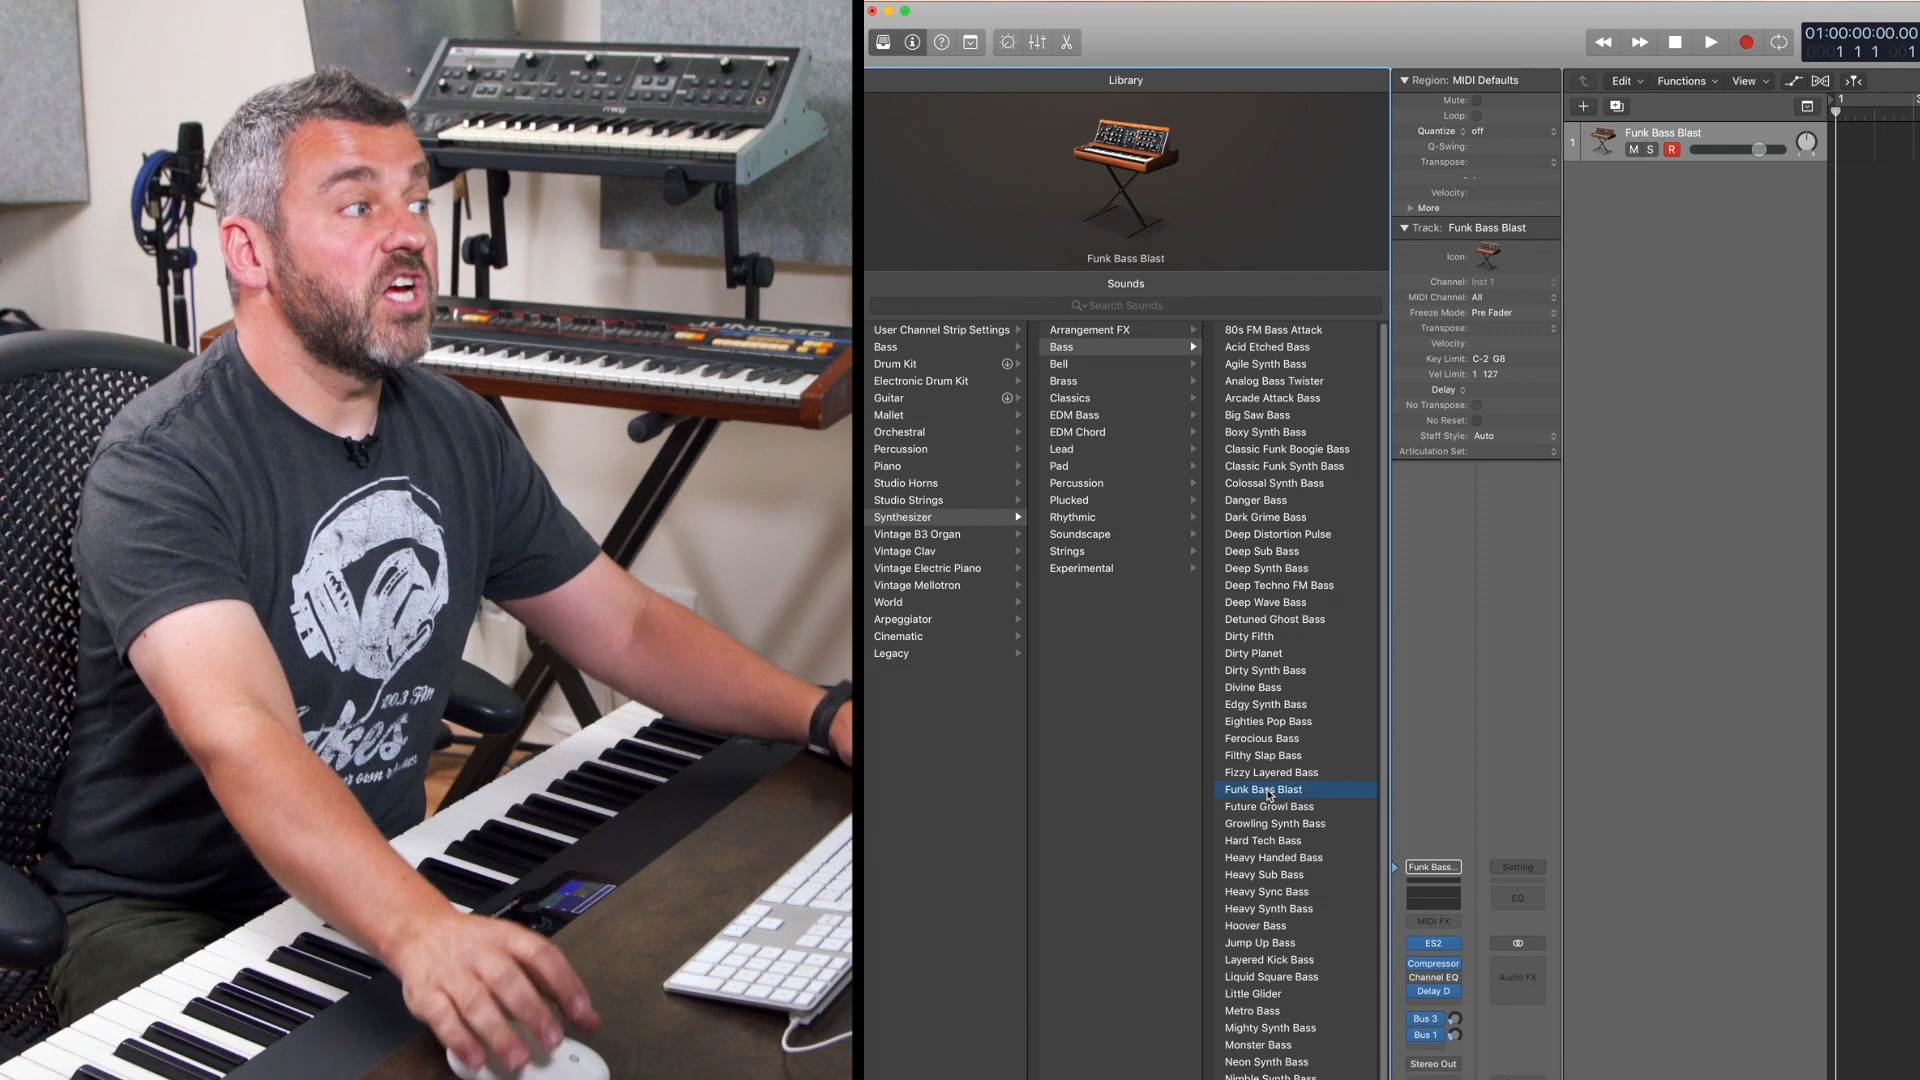 moog
JUNO-60
100.3 FM
01:00:00:00.00
1 1 1
Library
Funk Bass Blast
Sounds
Search Sounds
User Channel Strip Settings
Bass
Drum Kit
Electronic Drum Kit
Guitar
Mallet
Orchestral
Percussion
Piano
Studio Horns
Studio Strings
Synthesizer
Vintage B3 Organ
Vintage Clav
Vintage Electric Piano
Vintage Mellotron
World
Arpeggiator
Cinematic
Legacy
Arrangement FX
Bass
Bell
Brass
Classics
EDM Bass
EDM Chord
Lead
Pad
Percussion
Plucked
Rhythmic
Soundscape
Strings
Experimental
80s FM Bass Attack
Acid Etched Bass
Agile Synth Bass
Analog Bass Twister
Arcade Attack Bass
Big Saw Bass
Boxy Synth Bass
Classic Funk Boogie Bass
Classic Funk Synth Bass
Colossal Synth Bass
Danger Bass
Dark Grime Bass
Deep Distortion Pulse
Deep Sub Bass
Deep Synth Bass
Deep Techno FM Bass
Deep Wave Bass
Detuned Ghost Bass
Dirty Fifth
Dirty Planet
Dirty Synth Bass
Divine Bass
Edgy Synth Bass
Eighties Pop Bass
Ferocious Bass
Filthy Slap Bass
Fizzy Layered Bass
Funk Bass Blast
Future Growl Bass
Growling Synth Bass
Hard Tech Bass
Heavy Handed Bass
Heavy Sub Bass
Heavy Sync Bass
Heavy Synth Bass
Hoover Bass
Jump Up Bass
Layered Kick Bass
Liquid Square Bass
Little Glider
Metro Bass
Mighty Synth Bass
Monster Bass
Neon Synth Bass
Nimble Synth Bass
Region: MIDI Defaults
Mute:
Loop:
Quantize off
Q-Swing:
Transpose:
- -
Velocity:
More
Track: Funk Bass Blast
Icon:
Channel: Inst 1
MIDI Channel: All
Freeze Mode: Pre Fader
Transpose:
Velocity:
Key Limit: C-2 G8
Vel Limit: 1 127
Delay
No Transpose:
No Reset:
Staff Style: Auto
Articulation Set:
Funk Bass... Setting
EQ
MIDI FX
ES2
Compressor
Channel EQ Audio FX
Delay D
Bus 3
Bus 1
Stereo Out
Edit Functions View
1
1 Funk Bass Blast
M S R
L R